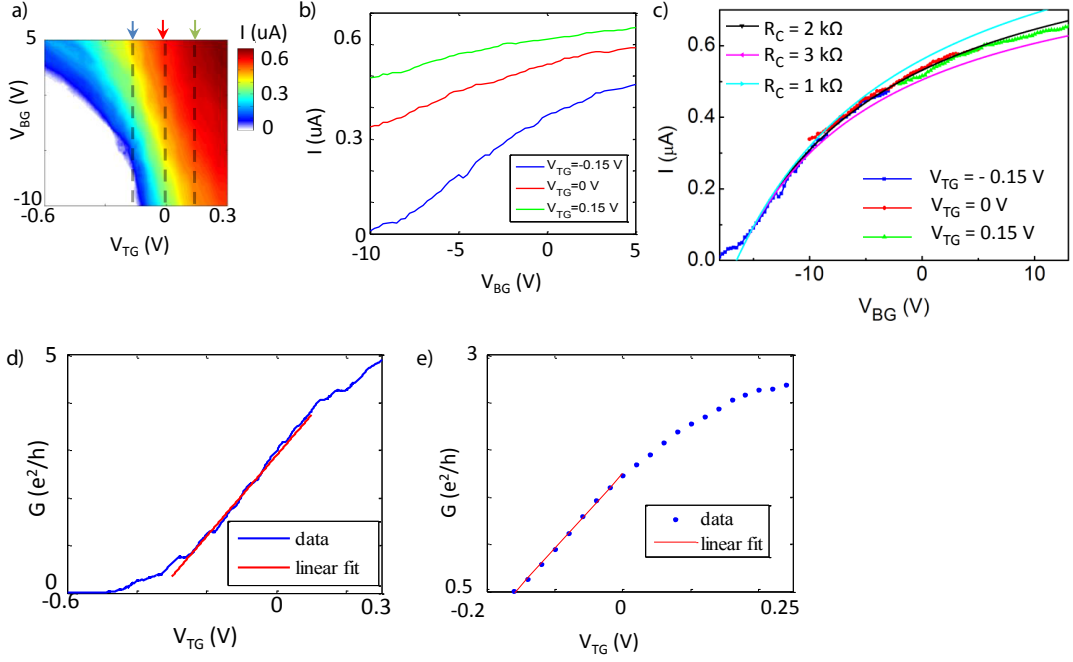 a)
I (uA)
5
0.6
0.3
0
V_BG (V)
-10
-0.6
0
0.3
V_TG (V)
b)
0.6
0.3
0
I (uA)
V_TG=-0.15 V
V_TG=0 V
V_TG=0.15 V
-10
-5
0
5
V_BG (V)
c)
R_C = 2 kΩ
R_C = 3 kΩ
R_C = 1 kΩ
0.6
0.4
0.2
0.0
I (μA)
V_TG = - 0.15 V
V_TG = 0 V
V_TG = 0.15 V
-10
0
10
V_BG (V)
d)
5
0
G (e²/h)
data
linear fit
-0.6
0
0.3
V_TG (V)
e)
3
0.5
G (e²/h)
data
linear fit
-0.2
0
0.25
V_TG (V)